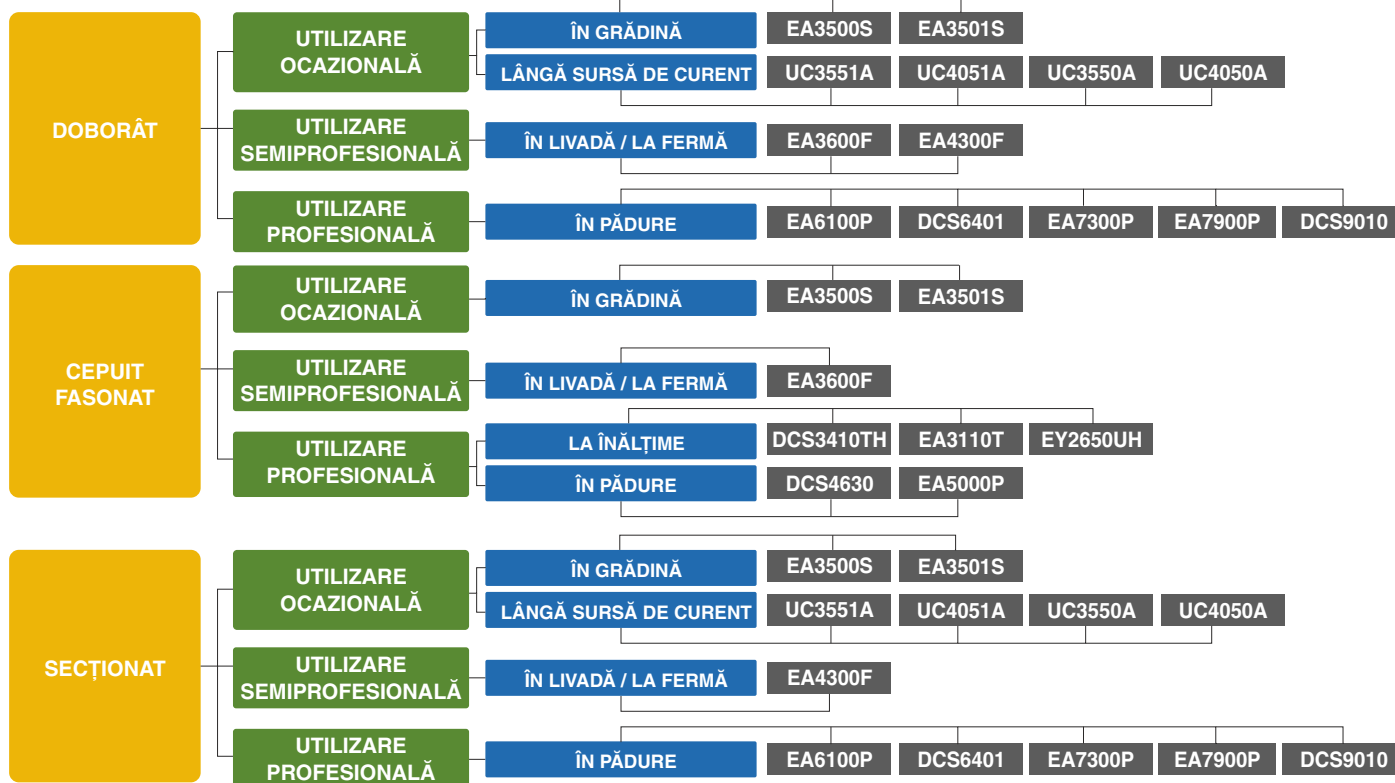 DOBORÂT
UTILIZARE
OCAZIONALĂ
ÎN GRĂDINĂ
EA3500S
EA3501S
LÂNGĂ SURSĂ DE CURENT
UC3551A
UC4051A
UC3550A
UC4050A
UTILIZARE
SEMIPROFESIONALĂ
ÎN LIVADĂ / LA FERMĂ
EA3600F
EA4300F
UTILIZARE
PROFESIONALĂ
ÎN PĂDURE
EA6100P
DCS6401
EA7300P
EA7900P
DCS9010
CEPUIT
FASONAT
UTILIZARE
OCAZIONALĂ
ÎN GRĂDINĂ
EA3500S
EA3501S
UTILIZARE
SEMIPROFESIONALĂ
ÎN LIVADĂ / LA FERMĂ
EA3600F
UTILIZARE
PROFESIONALĂ
LA ÎNĂLȚIME
DCS3410TH
EA3110T
EY2650UH
ÎN PĂDURE
DCS4630
EA5000P
SECȚIONAT
UTILIZARE
OCAZIONALĂ
ÎN GRĂDINĂ
EA3500S
EA3501S
LÂNGĂ SURSĂ DE CURENT
UC3551A
UC4051A
UC3550A
UC4050A
UTILIZARE
SEMIPROFESIONALĂ
ÎN LIVADĂ / LA FERMĂ
EA4300F
UTILIZARE
PROFESIONALĂ
ÎN PĂDURE
EA6100P
DCS6401
EA7300P
EA7900P
DCS9010